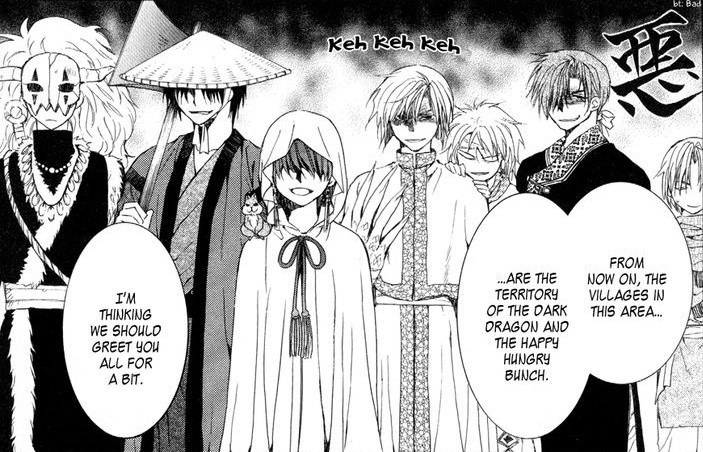 bt: Bad
悪
Keh Keh Keh
FROM
NOW ON, THE
VILLAGES IN
THIS AREA...
...ARE THE
TERRITORY
OF THE DARK
DRAGON AND
THE HAPPY
HUNGRY
BUNCH.
I'M
THINKING
WE SHOULD
GREET YOU
ALL FOR
A BIT.